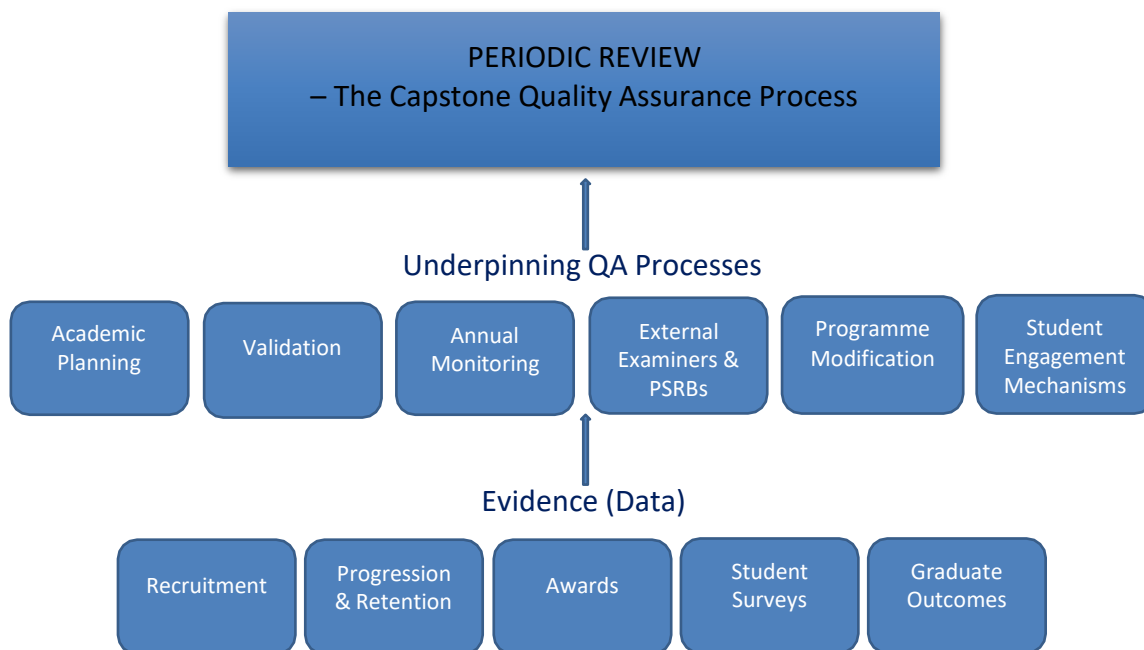 PERIODIC REVIEW
– The Capstone Quality Assurance Process
Underpinning QA Processes
Academic
Planning
Validation
Annual
Monitoring
External
Examiners &
PSRBs
Programme
Modification
Student
Engagement
Mechanisms
Evidence (Data)
Recruitment
Progression
& Retention
Awards
Student
Surveys
Graduate
Outcomes